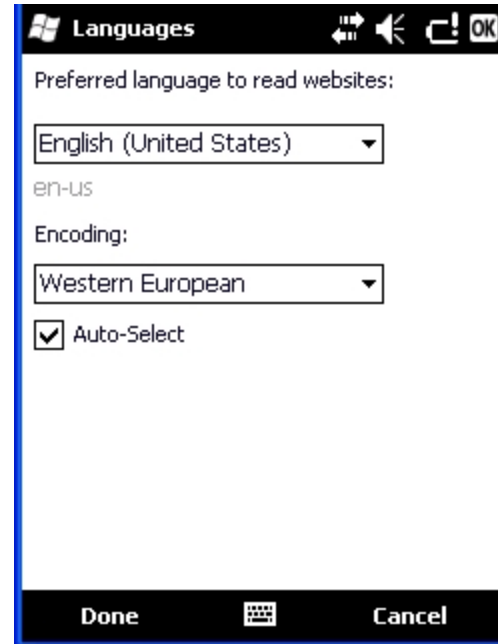 Languages
OK
Preferred language to read websites:
English (United States)
en-us
Encoding:
Western European
Auto-Select
Done
Cancel